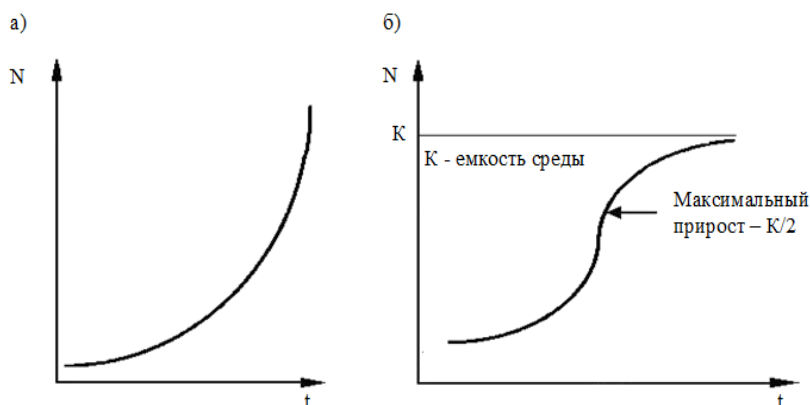 а)
N
t
б)
N
К
К - емкость среды
Максимальный
прирост – К/2
t